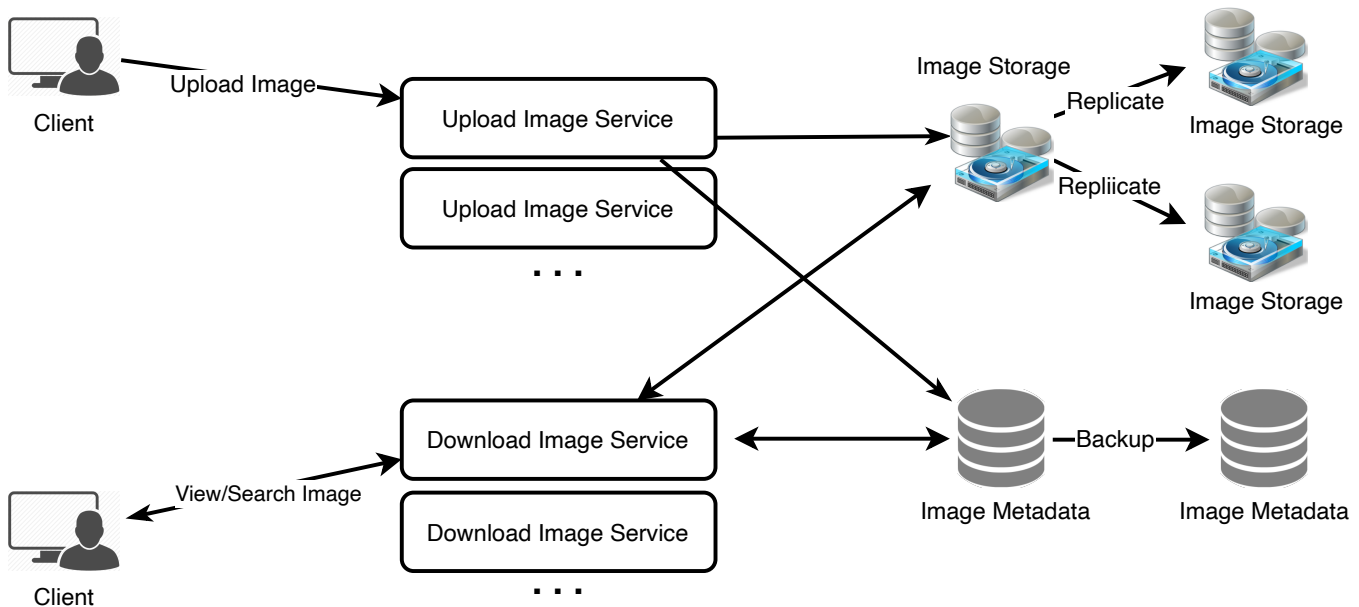 Client
Upload Image
Upload Image Service
Upload Image Service
. . .
Image Storage
Replicate
Image Storage
Repliicate
Image Storage
Client
View/Search Image
Download Image Service
Download Image Service
. . .
Image Metadata
Backup
Image Metadata